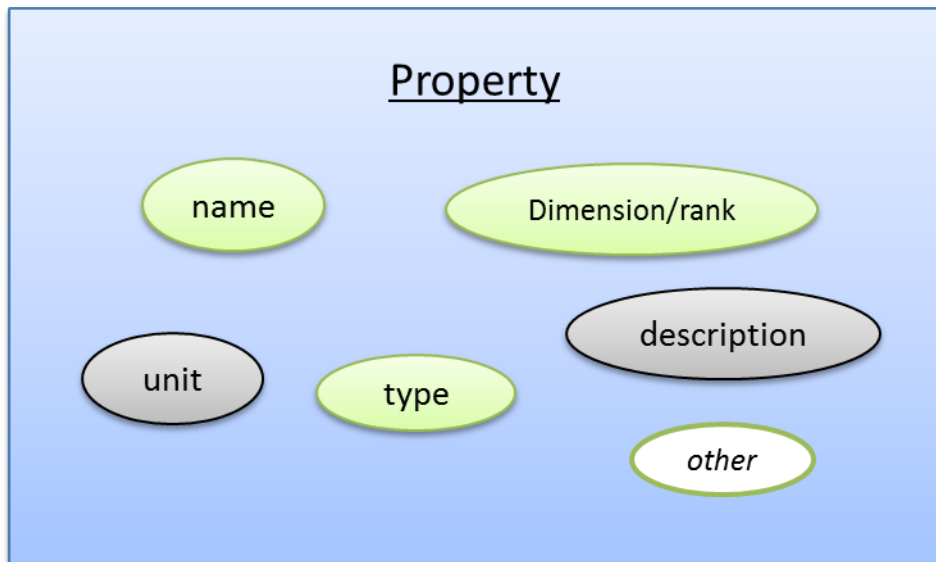 Property
name
Dimension/rank
description
unit
type
other